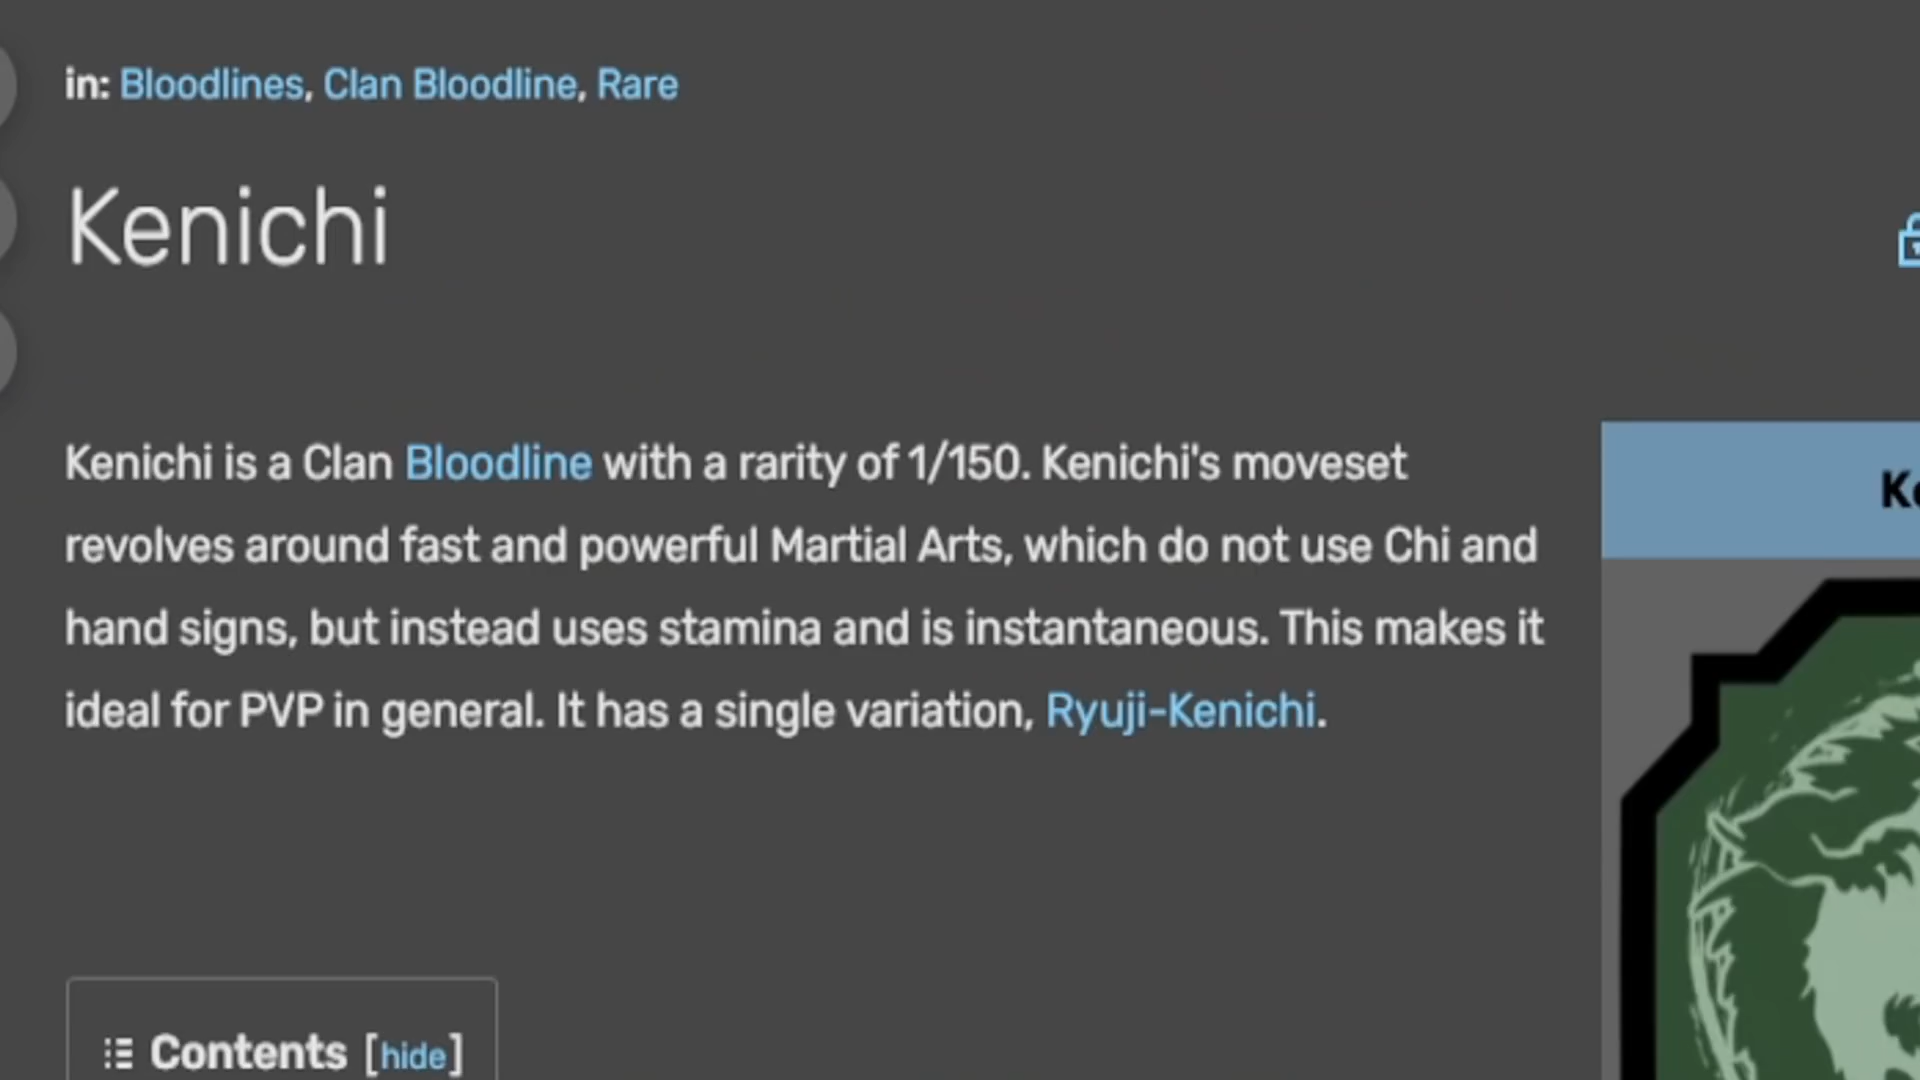 in: Bloodlines, Clan Bloodline, Rare
Kenichi
Kenichi is a Clan Bloodline with a rarity of 1/150. Kenichi's moveset
revolves around fast and powerful Martial Arts, which do not use Chi and
hand signs, but instead uses stamina and is instantaneous. This makes it
ideal for PVP in general. It has a single variation, Ryuji-Kenichi.
Contents [hide]